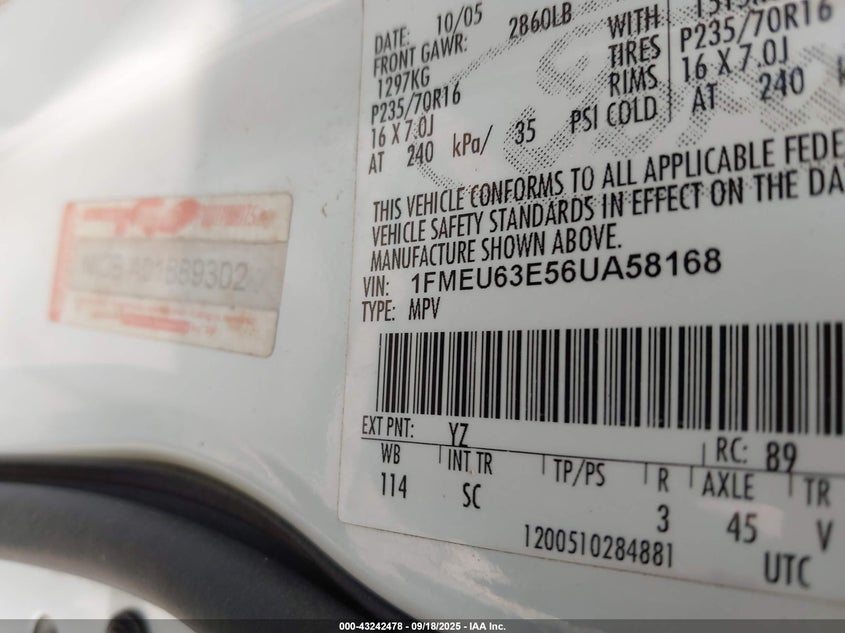 DATE: 10/05
FRONT GAWR: 2860LB
1297KG
P235/70R16
16 X 7.0J
AT 240 kPa/ 35 PSI COLD
WITH
TIRES P235/70R16
RIMS 16 X 7.0J
AT 240
THIS VEHICLE CONFORMS TO ALL APPLICABLE FEDE
VEHICLE SAFETY STANDARDS IN EFFECT ON THE DA
MANUFACTURE SHOWN ABOVE.
VIN: 1FMEU63E56UA58168
TYPE: MPV
EXT PNT: YZ RC: 89
WB INT TR TP/PS R AXLE TR
114 SC 3 45 V
1200510284881 UTC
000-43242478 - 09/18/2025 - IAA Inc.